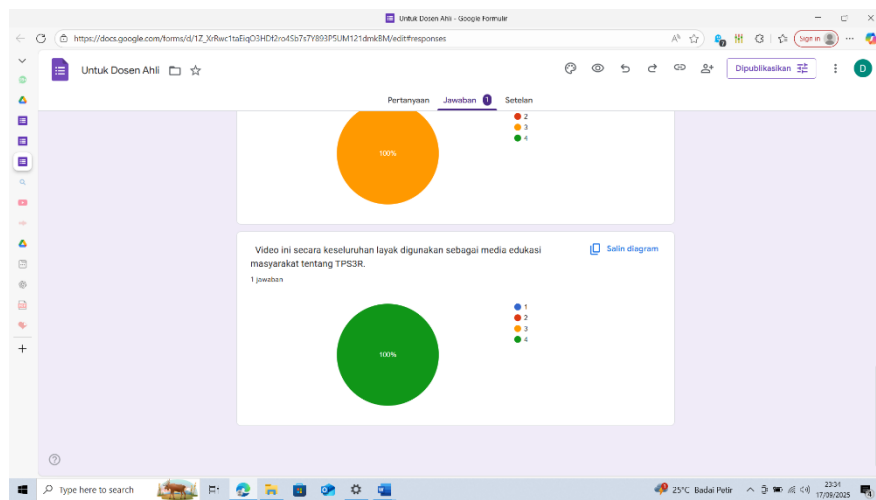 Untuk Dosen Ahli - Google Formulir
https://docs.google.com/forms/d/1Z_XrRwc1taEiqO3HDf2ro4Sb7s7Y893P5UM121dmkBM/edit#responses
Sign in
Untuk Dosen Ahli
Dipublikasikan
D
Pertanyaan Jawaban 1 Setelan
2
3
4
100%
Video ini secara keseluruhan layak digunakan sebagai media edukasi
masyarakat tentang TPS3R.
Salin diagram
1 jawaban
1
2
3
4
100%
Type here to search
25°C Badai Petir
23:34
17/09/2025